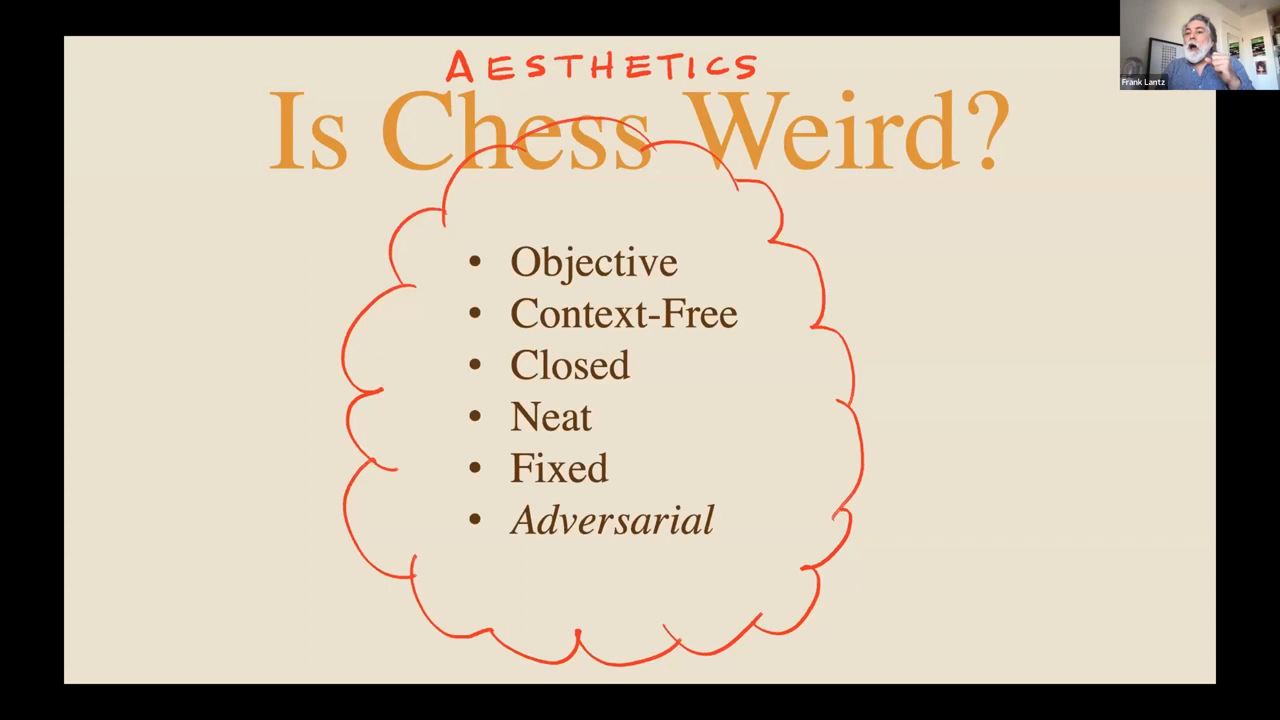 AESTHETICS
Is Chess Weird?
• Objective
• Context-Free
• Closed
• Neat
• Fixed
• Adversarial
Frank Lantz